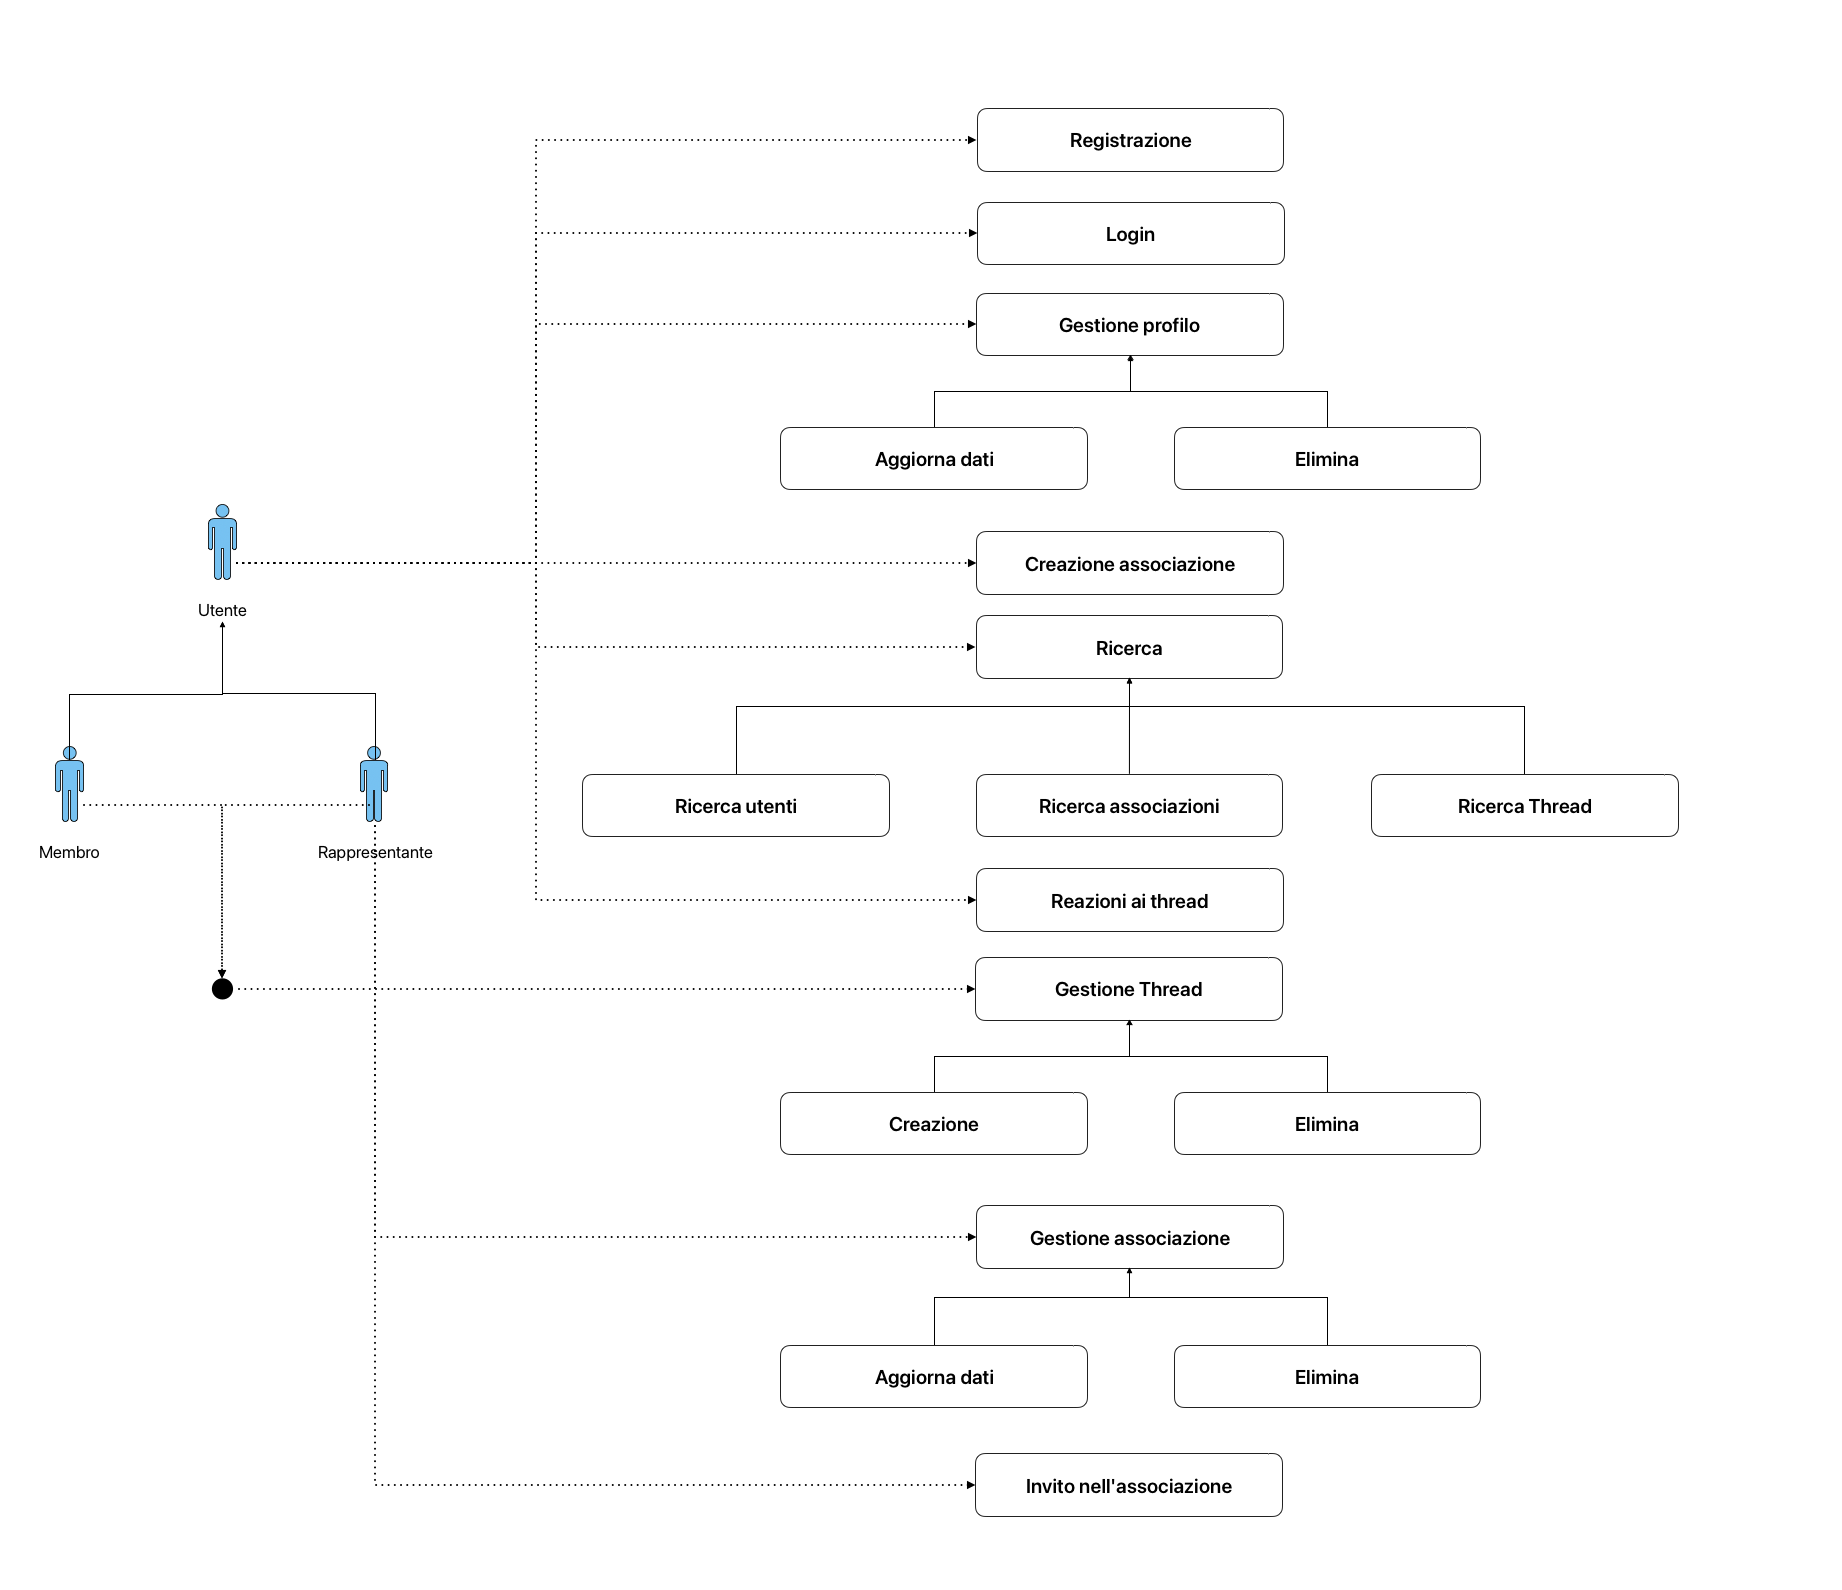 Registrazione
Login
Gestione profilo
Aggiorna dati
Elimina
Creazione associazione
Utente
Ricerca
Ricerca utenti
Ricerca associazioni
Ricerca Thread
Membro
Rappresentante
Reazioni ai thread
Gestione Thread
Creazione
Elimina
Gestione associazione
Aggiorna dati
Elimina
Invito nell'associazione